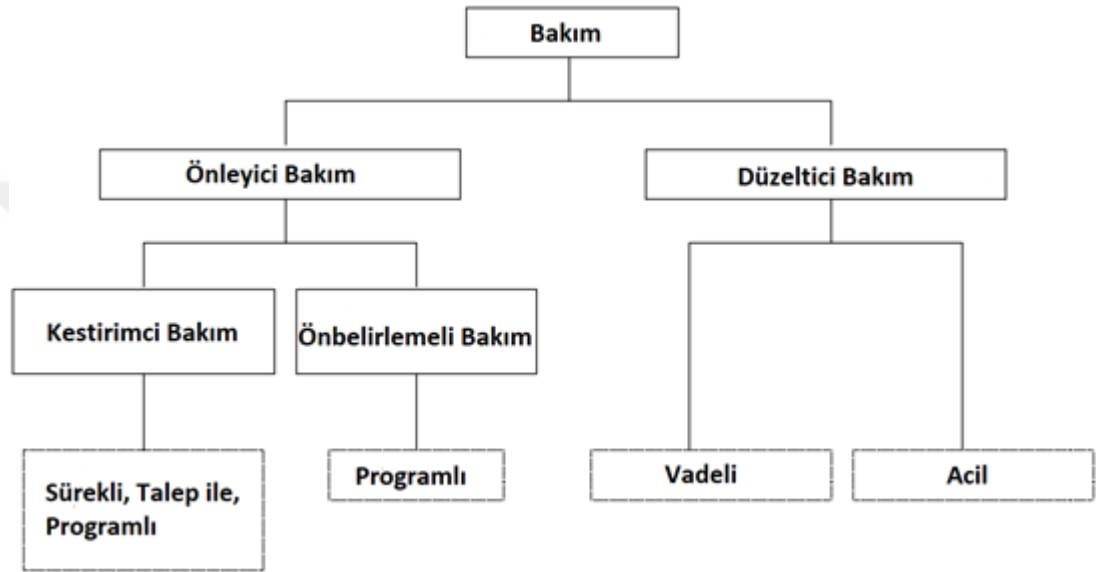 Bakım
Önleyici Bakım
Düzeltici Bakım
Kestirimci Bakım
Önbelirlemeli Bakım
Sürekli, Talep ile,
Programlı
Programlı
Vadeli
Acil